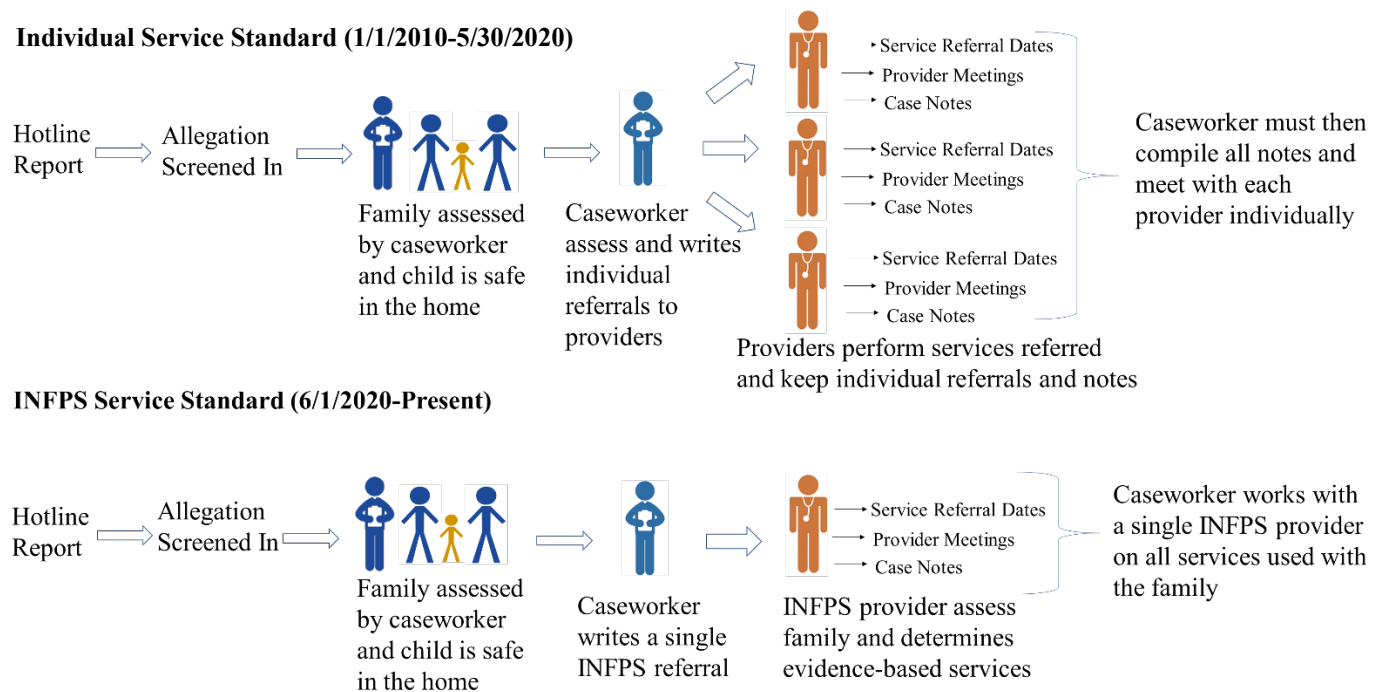 Individual Service Standard (1/1/2010-5/30/2020)
Hotline
Report
Allegation
Screened In
Family assessed
by caseworker
and child is safe
in the home
Caseworker
assess and writes
individual
referrals to
providers
Service Referral Dates
Provider Meetings
Case Notes
Service Referral Dates
Provider Meetings
Case Notes
Service Referral Dates
Provider Meetings
Case Notes
Providers perform services referred
and keep individual referrals and notes
Caseworker must then
compile all notes and
meet with each
provider individually
INFPS Service Standard (6/1/2020-Present)
Hotline
Report
Allegation
Screened In
Family assessed
by caseworker
and child is safe
in the home
Caseworker
writes a single
INFPS referral
Service Referral Dates
Provider Meetings
Case Notes
INFPS provider assess
family and determines
evidence-based services
Caseworker works with
a single INFPS provider
on all services used with
the family